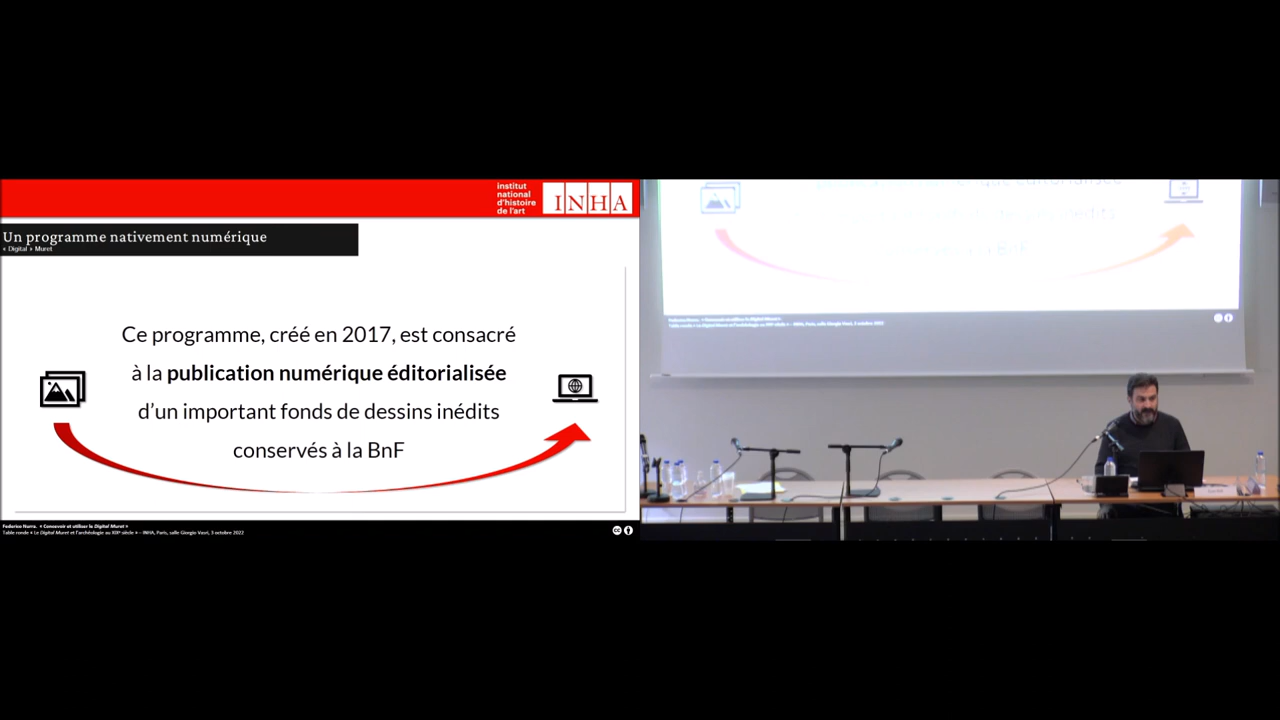 institut
national
d'histoire
de l'art
INHA
Un programme nativement numérique
« Digital » Muret
Ce programme, créé en 2017, est consacré
à la publication numérique éditorialisée
d'un important fonds de dessins inédits
conservés à la BnF
Federico Nurra. « Concevoir et utiliser le Digital Muret »
Table ronde « Le Digital Muret et l'archéologie au XIXe siècle » - INHA, Paris, salle Giorgio Vasari, 3 octobre 2022
cc